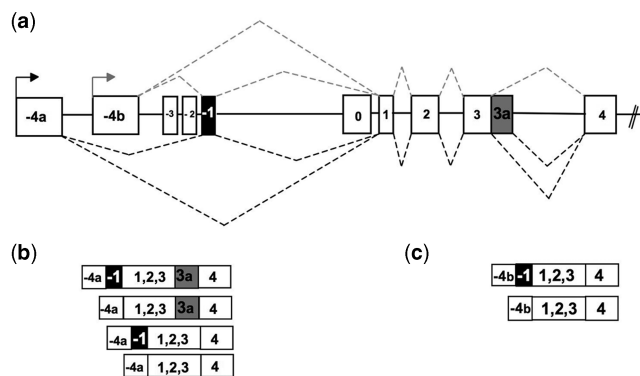 (a)
-4a -4b -3 -2 -1 0 1 2 3 3a 4
(b) (c)
-4a -1 1,2,3 3a 4
-4b -1 1,2,3 4
-4a 1,2,3 3a 4
-4b 1,2,3 4
-4a -1 1,2,3 4
-4a 1,2,3 4